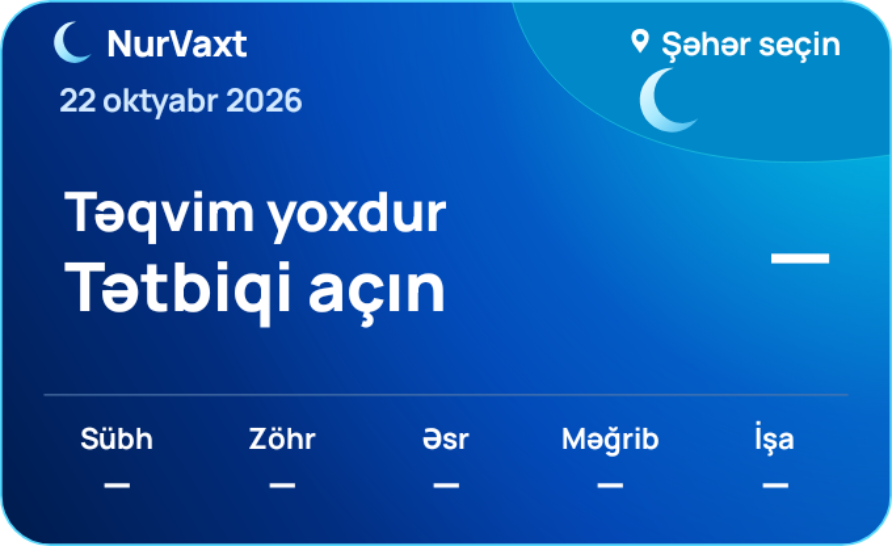 NurVaxt
Şəhər seçin
22 oktyabr 2026
Təqvim yoxdur
Tətbiqi açın
—
Sübh Zöhr Əsr Məğrib İşa
— — — — —